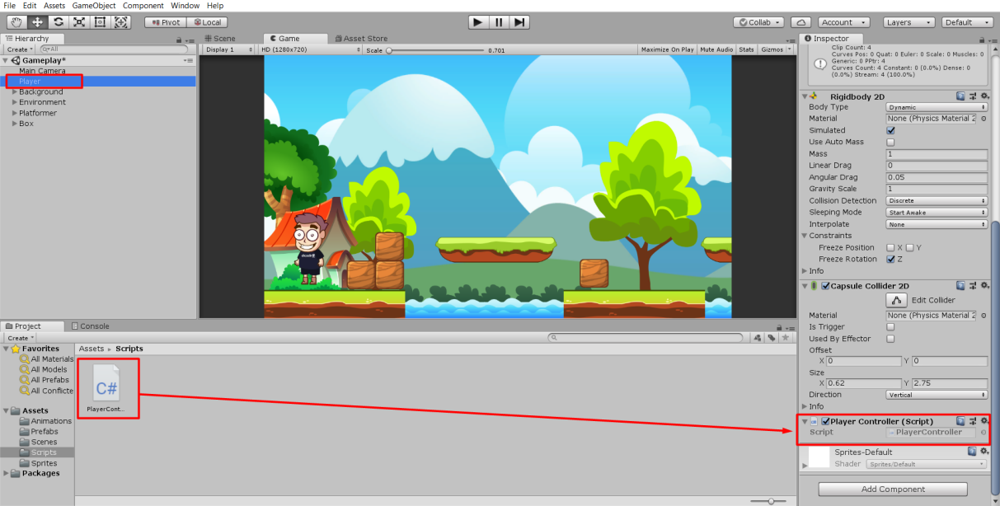 File Edit Assets GameObject Component Window Help
Pivot Local Collab Account Layers Default
Hierarchy
Create All
Gameplay*
Main Camera
Player
Background
Environment
Platformer
Box
Scene Game Asset Store
Display 1 HD (1280x720) Scale 0.701 Maximize On Play Mute Audio Stats Gizmos
Inspector
Clip Count: 4
Curves Pos: 0 Quat: 0 Euler: 0 Scale: 0 Muscles: 0
Generic: 0 PPtr: 4
Curves Count: 4 Constant: 0 (0.0%) Dense: 0
(0.0%) Stream: 4 (100.0%)
Rigidbody 2D
Body Type Dynamic
Material None (Physics Material 2
Simulated
Use Auto Mass
Mass 1
Linear Drag 0
Angular Drag 0.05
Gravity Scale 1
Collision Detection Discrete
Sleeping Mode Start Awake
Interpolate None
Constraints
Freeze Position X Y
Freeze Rotation Z
Info
Capsule Collider 2D
Edit Collider
Material None (Physics Material 2
Is Trigger
Used By Effector
Offset
X 0 Y 0
Size
X 0.62 Y 2.75
Direction Vertical
Info
Player Controller (Script)
Script PlayerController
Sprites-Default
Shader Sprites/Default
Add Component
Project Console
Create
Favorites
All Materials
All Models
All Prefabs
All Conflicte
Assets
Animations
Prefabs
Scenes
Scripts
Sprites
Packages
Assets Scripts
C#
PlayerCont...